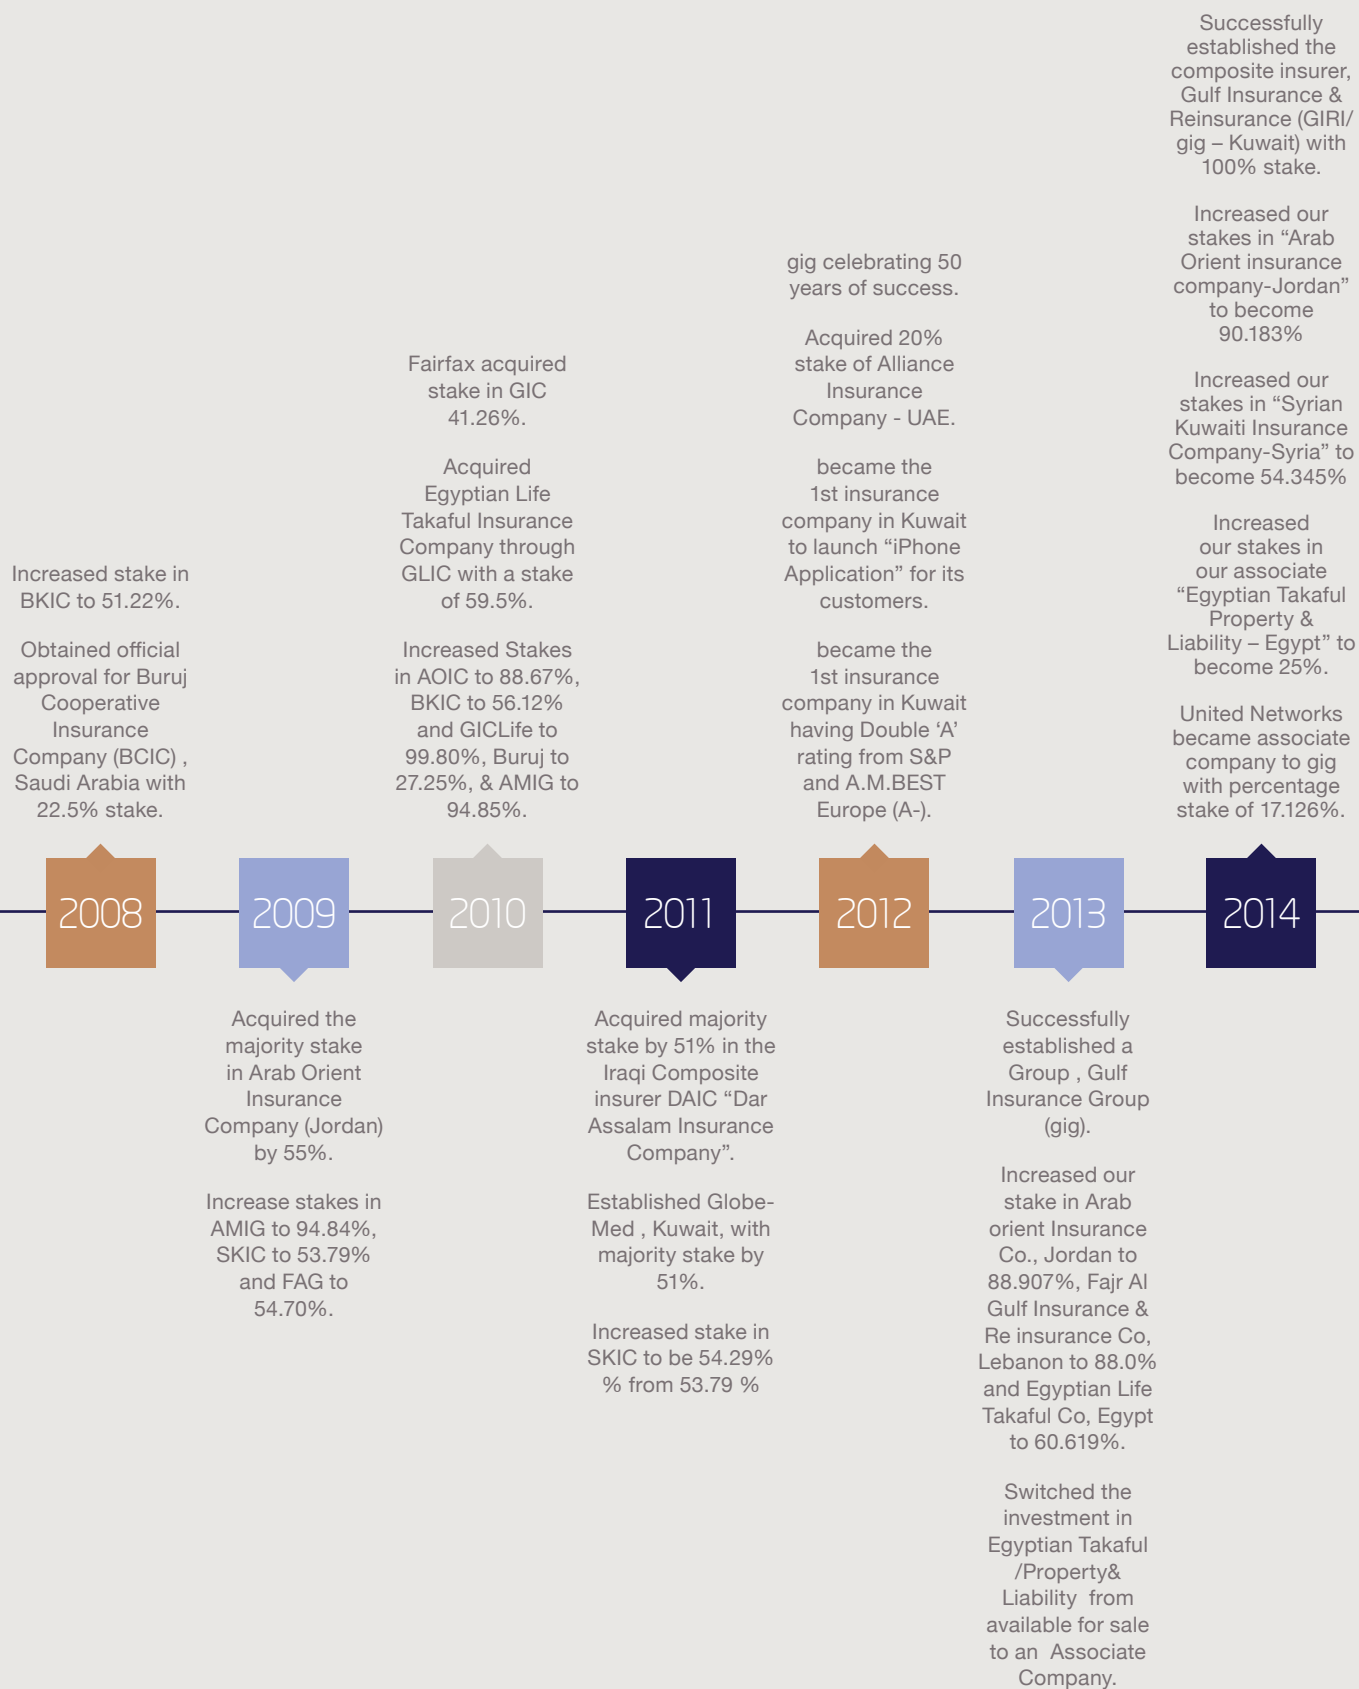 Increased stake in
BKIC to 51.22%.
Obtained official
approval for Buruj
Cooperative
Insurance
Company (BCIC) ,
Saudi Arabia with
22.5% stake.
2008
2009
Acquired the
majority stake
in Arab Orient
Insurance
Company (Jordan)
by 55%.
Increase stakes in
AMIG to 94.84%,
SKIC to 53.79%
and FAG to
54.70%.
Fairfax acquired
stake in GIC
41.26%.
Acquired
Egyptian Life
Takaful Insurance
Company through
GLIC with a stake
of 59.5%.
Increased Stakes
in AOIC to 88.67%,
BKIC to 56.12%
and GICLife to
99.80%, Buruj to
27.25%, & AMIG to
94.85%.
2010
2011
Acquired majority
stake by 51% in the
Iraqi Composite
insurer DAIC “Dar
Assalam Insurance
Company”.
Established Globe-
Med , Kuwait, with
majority stake by
51%.
Increased stake in
SKIC to be 54.29%
% from 53.79 %
gig celebrating 50
years of success.
Acquired 20%
stake of Alliance
Insurance
Company - UAE.
became the
1st insurance
company in Kuwait
to launch “iPhone
Application” for its
customers.
became the
1st insurance
company in Kuwait
having Double ‘A’
rating from S&P
and A.M.BEST
Europe (A-).
2012
2013
Successfully
established a
Group , Gulf
Insurance Group
(gig).
Increased our
stake in Arab
orient Insurance
Co., Jordan to
88.907%, Fajr Al
Gulf Insurance &
Re insurance Co,
Lebanon to 88.0%
and Egyptian Life
Takaful Co, Egypt
to 60.619%.
Switched the
investment in
Egyptian Takaful
/Property&
Liability from
available for sale
to an Associate
Company.
Successfully
established the
composite insurer,
Gulf Insurance &
Reinsurance (GIRI/
gig – Kuwait) with
100% stake.
Increased our
stakes in “Arab
Orient insurance
company-Jordan”
to become
90.183%
Increased our
stakes in “Syrian
Kuwaiti Insurance
Company-Syria” to
become 54.345%
Increased
our stakes in
our associate
“Egyptian Takaful
Property &
Liability – Egypt” to
become 25%.
United Networks
became associate
company to gig
with percentage
stake of 17.126%.
2014